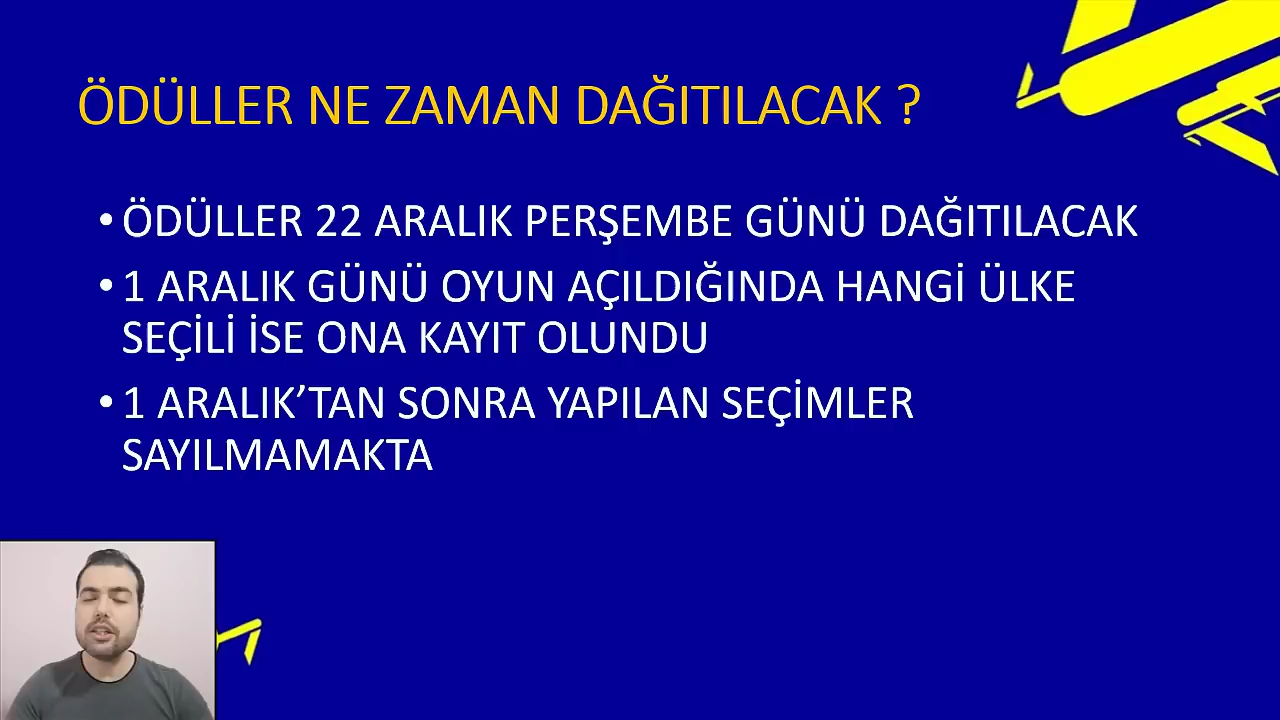 ÖDÜLLER NE ZAMAN DAĞITILACAK ?
• ÖDÜLLER 22 ARALIK PERŞEMBE GÜNÜ DAĞITILACAK
• 1 ARALIK GÜNÜ OYUN AÇILDIĞINDA HANGİ ÜLKE
SEÇİLİ İSE ONA KAYIT OLUNDU
• 1 ARALIK’TAN SONRA YAPILAN SEÇİMLER
SAYILMAMAKTA